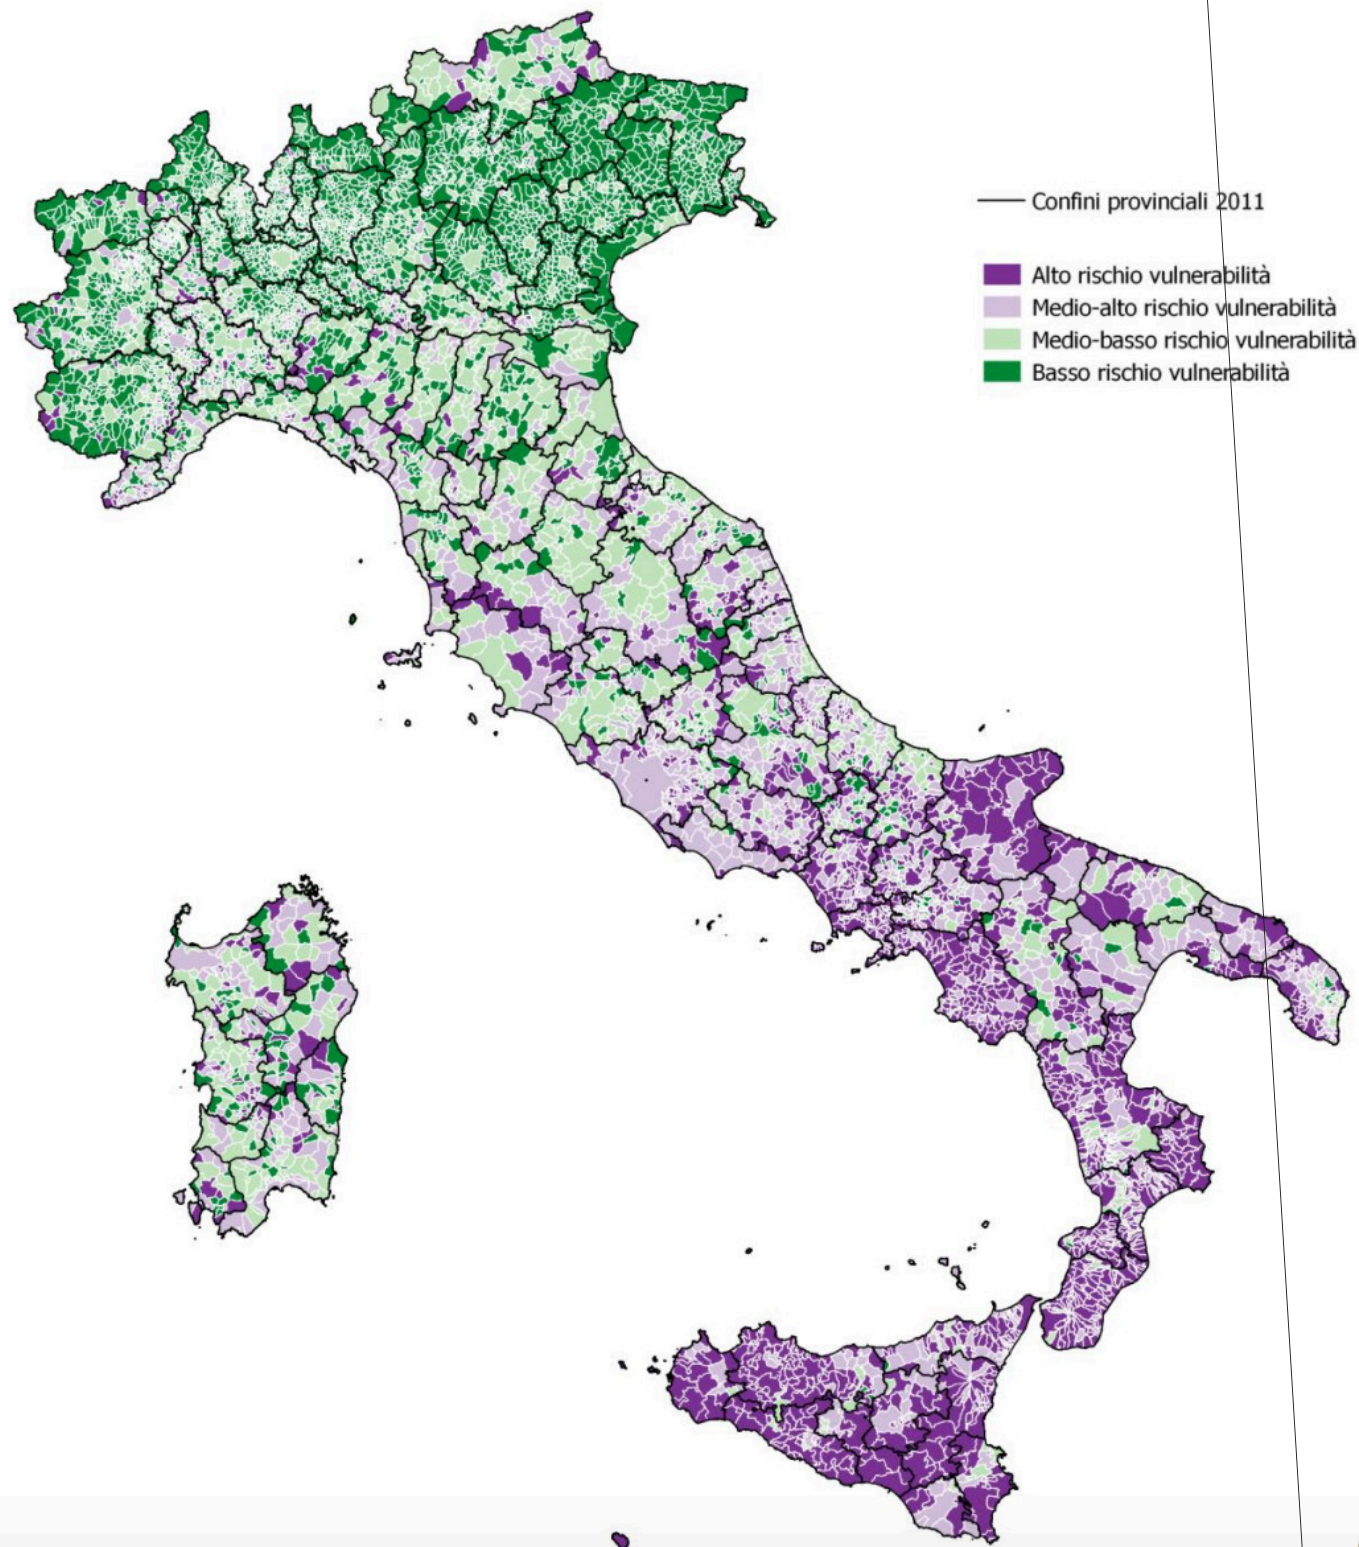 Confini provinciali 2011
Alto rischio vulnerabilità
Medio-alto rischio vulnerabilità
Medio-basso rischio vulnerabilità
Basso rischio vulnerabilità